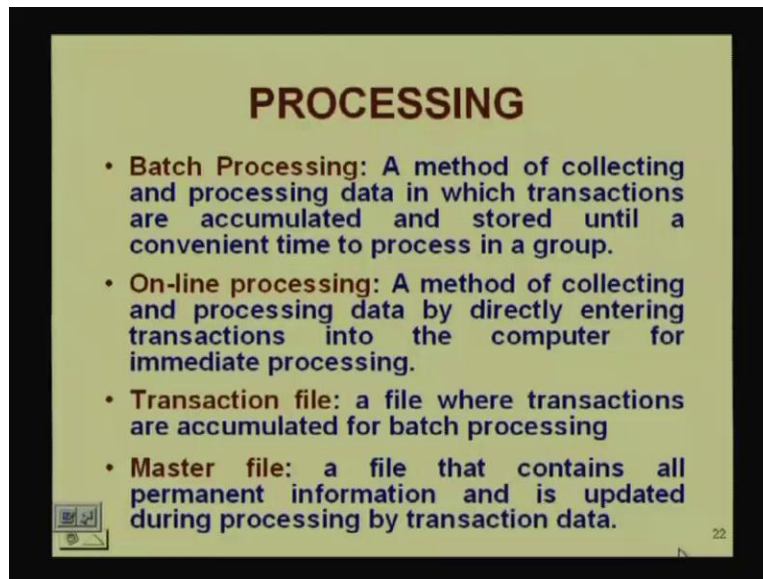 PROCESSING
• Batch Processing: A method of collecting
and processing data in which transactions
are accumulated and stored until a
convenient time to process in a group.
• On-line processing: A method of collecting
and processing data by directly entering
transactions into the computer for
immediate processing.
• Transaction file: a file where transactions
are accumulated for batch processing
• Master file: a file that contains all
permanent information and is updated
during processing by transaction data.
22